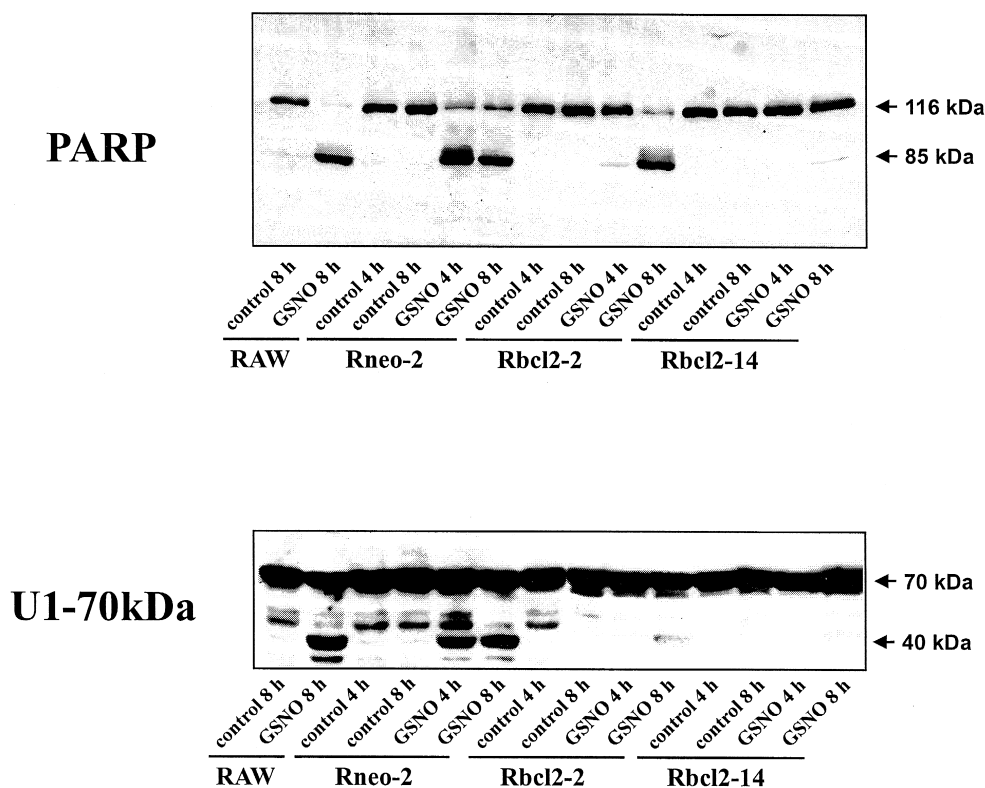 PARP
116 kDa
85 kDa
control 8 h
GSNO 8 h
control 4 h
control 8 h
GSNO 4 h
GSNO 8 h
control 4 h
control 8 h
GSNO 4 h
GSNO 8 h
control 4 h
control 8 h
GSNO 4 h
GSNO 8 h
RAW
Rneo-2
Rbcl2-2
Rbcl2-14
U1-70kDa
70 kDa
40 kDa
control 8 h
GSNO 8 h
control 4 h
control 8 h
GSNO 4 h
GSNO 8 h
control 4 h
control 8 h
GSNO 4 h
GSNO 8 h
control 4 h
control 8 h
GSNO 4 h
GSNO 8 h
RAW
Rneo-2
Rbcl2-2
Rbcl2-14